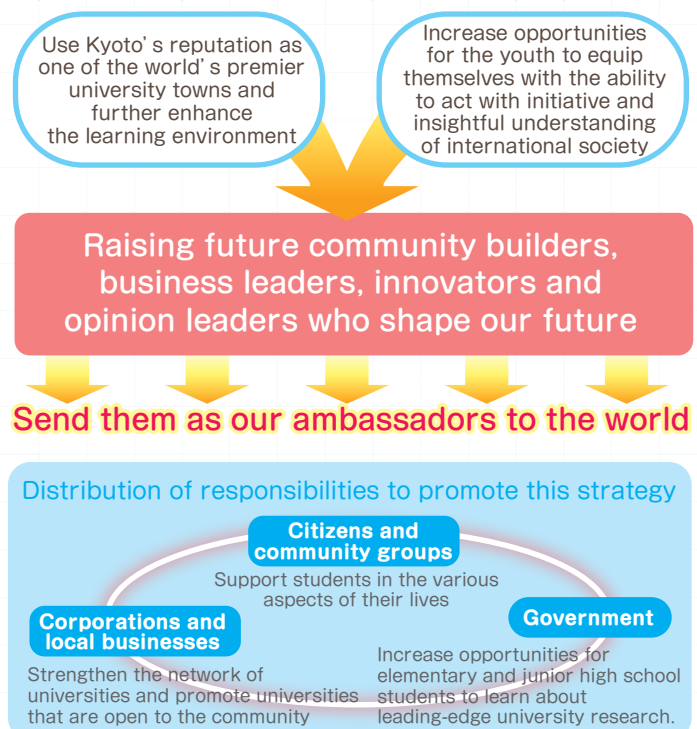 Use Kyoto's reputation as
one of the world's premier
university towns and
further enhance
the learning environment
Increase opportunities
for the youth to equip
themselves with the ability
to act with initiative and
insightful understanding
of international society
Raising future community builders,
business leaders, innovators and
opinion leaders who shape our future
Send them as our ambassadors to the world
Distribution of responsibilities to promote this strategy
Citizens and
community groups
Support students in the various
aspects of their lives
Corporations and
local businesses
Strengthen the network of
universities and promote universities
that are open to the community
Government
Increase opportunities for
elementary and junior high school
students to learn about
leading-edge university research.